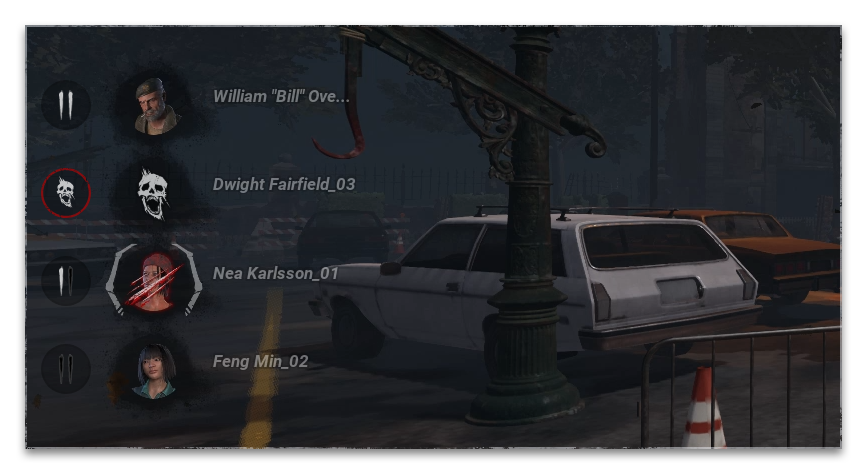 William "Bill" Ove...
Dwight Fairfield_03
Nea Karlsson_01
Feng Min_02